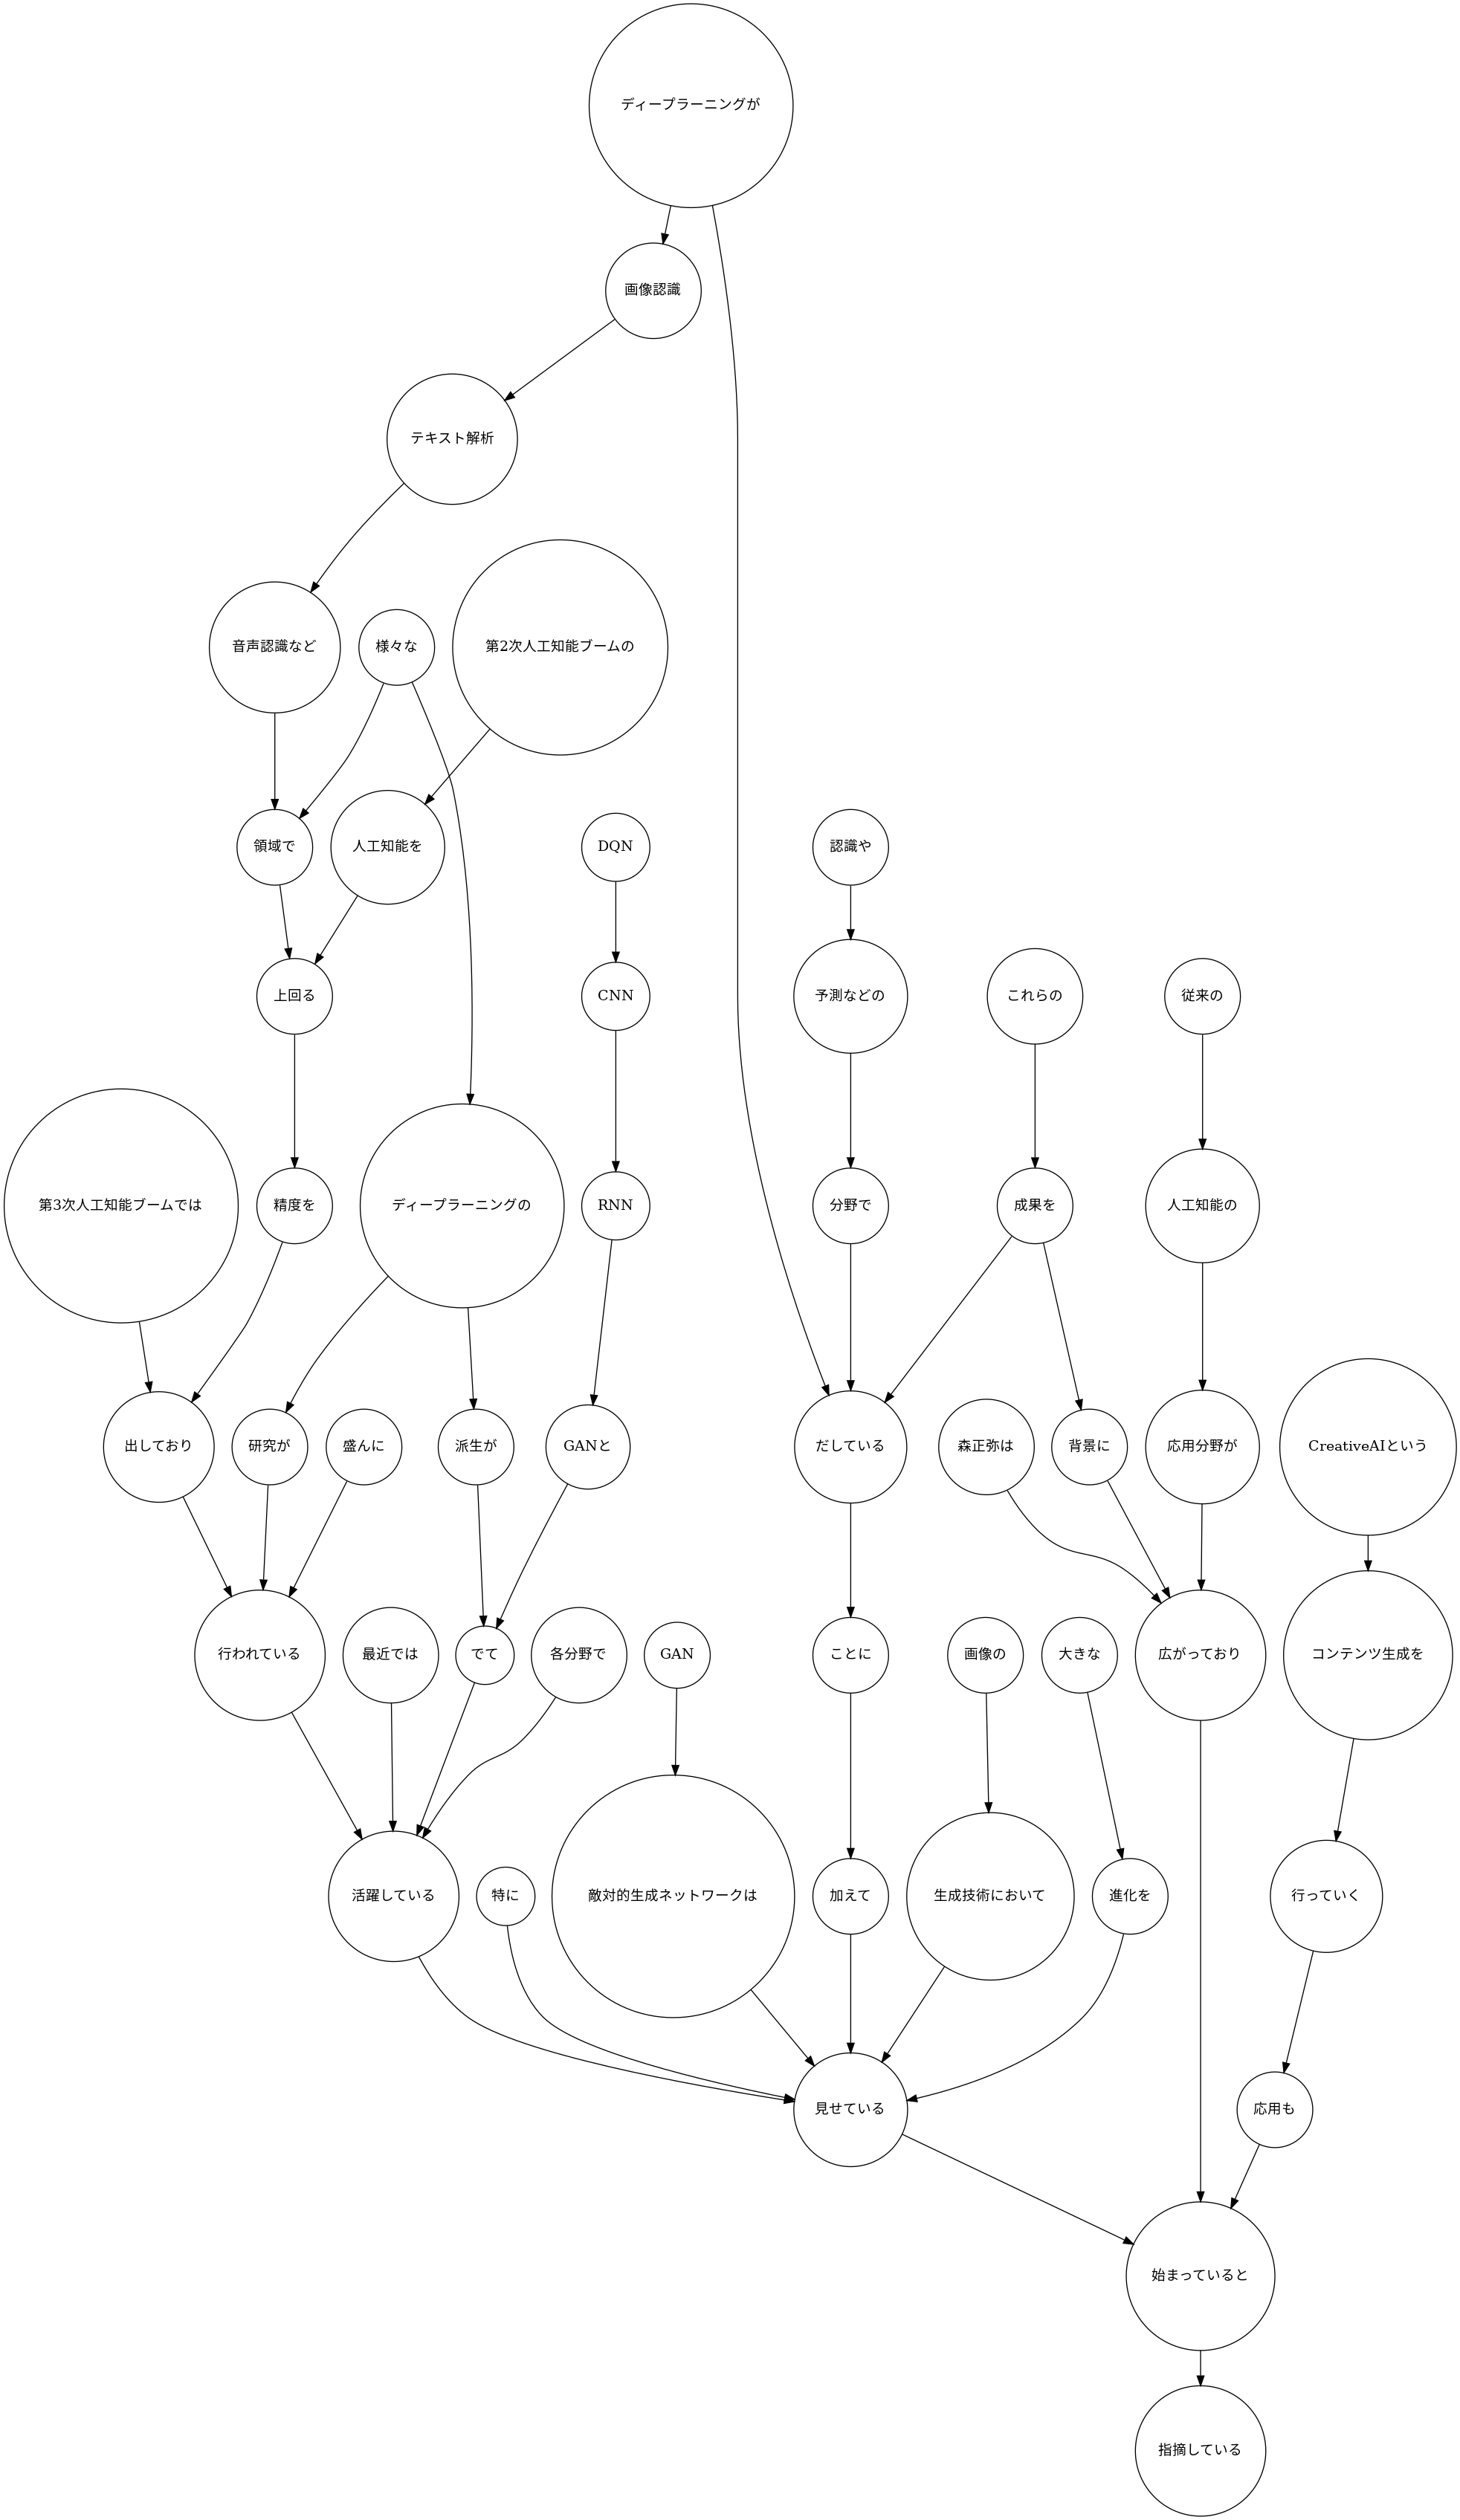 ディープラーニングが
画像認識
テキスト解析
音声認識など
様々な
第2次人工知能ブームの
領域で
人工知能を
DQN
認識や
上回る
CNN
予測などの
これらの
従来の
第3次人工知能ブームでは
精度を
ディープラーニングの
RNN
分野で
成果を
人工知能の
出しており
研究が
盛んに
派生が
GANと
だしている
森正弥は
背景に
応用分野が
CreativeAIという
行われている
最近では
でて
各分野で
GAN
ことに
画像の
大きな
広がっており
コンテンツ生成を
活躍している
特に
敵対的生成ネットワークは
加えて
生成技術において
進化を
行っていく
見せている
応用も
始まっていると
指摘している